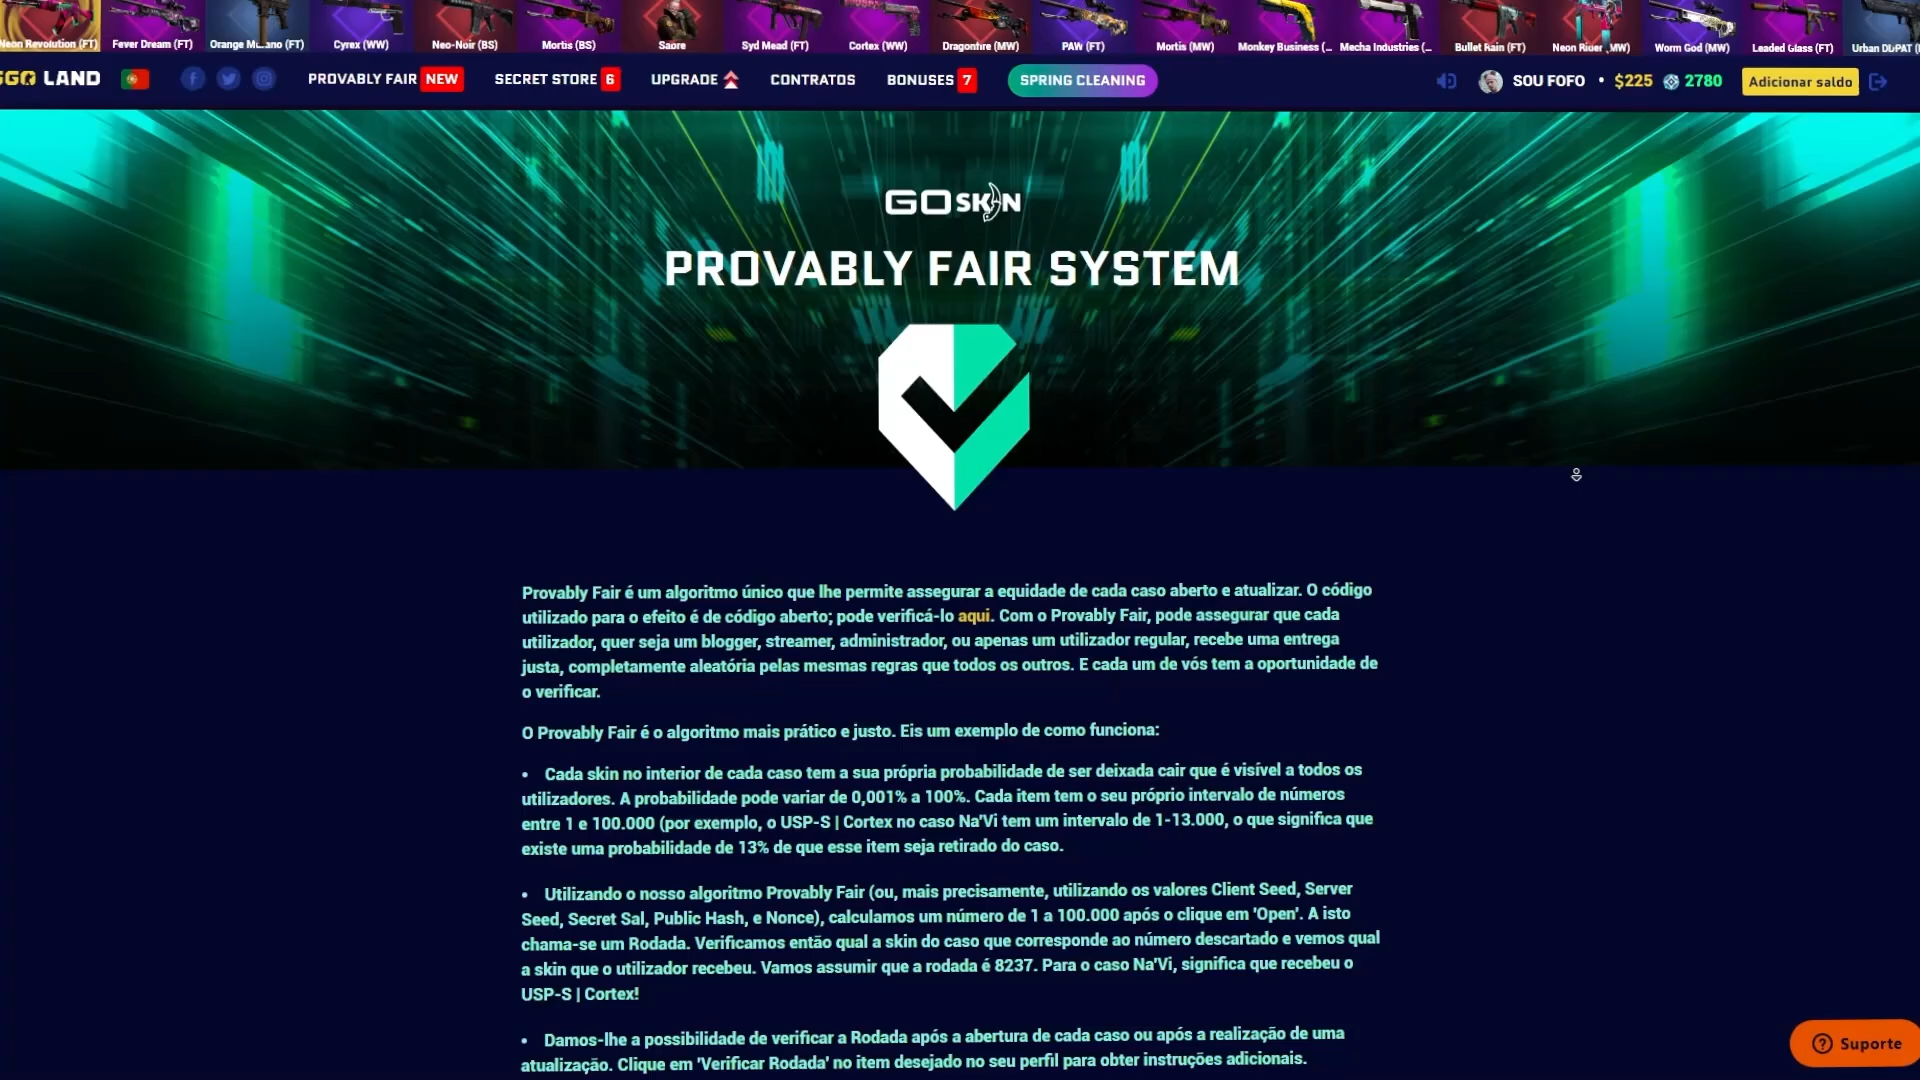 Neon Revolution (FT) Fever Dream (FT) Orange M...ano (FT) Cyrex (WW) Neo-Noir (BS) Mortis (BS) Saore Syd Mead (FT) Cortex (WW) Dragonfire (MW) PAW (FT) Mortis (MW) Monkey Business (... Mecha Industries (... Bullet Rain (FT) Neon Rider (MW) Worm God (MW) Leaded Glass (FT) Urban DDPAT (
GGO LAND PROVABLY FAIR NEW SECRET STORE 6 UPGRADE CONTRATOS BONUSES 7 SPRING CLEANING SOU FOFO • $225 2780 Adicionar saldo
GO SKIN
PROVABLY FAIR SYSTEM
Provably Fair é um algoritmo único que lhe permite assegurar a equidade de cada caso aberto e atualizar. O código
utilizado para o efeito é de código aberto; pode verificá-lo aqui. Com o Provably Fair, pode assegurar que cada
utilizador, quer seja um blogger, streamer, administrador, ou apenas um utilizador regular, recebe uma entrega
justa, completamente aleatória pelas mesmas regras que todos os outros. E cada um de vós tem a oportunidade de
o verificar.
O Provably Fair é o algoritmo mais prático e justo. Eis um exemplo de como funciona:
• Cada skin no interior de cada caso tem a sua própria probabilidade de ser deixada cair que é visível a todos os
utilizadores. A probabilidade pode variar de 0,001% a 100%. Cada item tem o seu próprio intervalo de números
entre 1 e 100.000 (por exemplo, o USP-S | Cortex no caso Na'Vi tem um intervalo de 1-13.000, o que significa que
existe uma probabilidade de 13% de que esse item seja retirado do caso.
• Utilizando o nosso algoritmo Provably Fair (ou, mais precisamente, utilizando os valores Client Seed, Server
Seed, Secret Sal, Public Hash, e Nonce), calculamos um número de 1 a 100.000 após o clique em 'Open'. A isto
chama-se um Rodada. Verificamos então qual a skin do caso que corresponde ao número descartado e vemos qual
a skin que o utilizador recebeu. Vamos assumir que a rodada é 8237. Para o caso Na'Vi, significa que recebeu o
USP-S | Cortex!
• Damos-lhe a possibilidade de verificar a Rodada após a abertura de cada caso ou após a realização de uma
atualização. Clique em 'Verificar Rodada' no item desejado no seu perfil para obter instruções adicionais.
Suporte